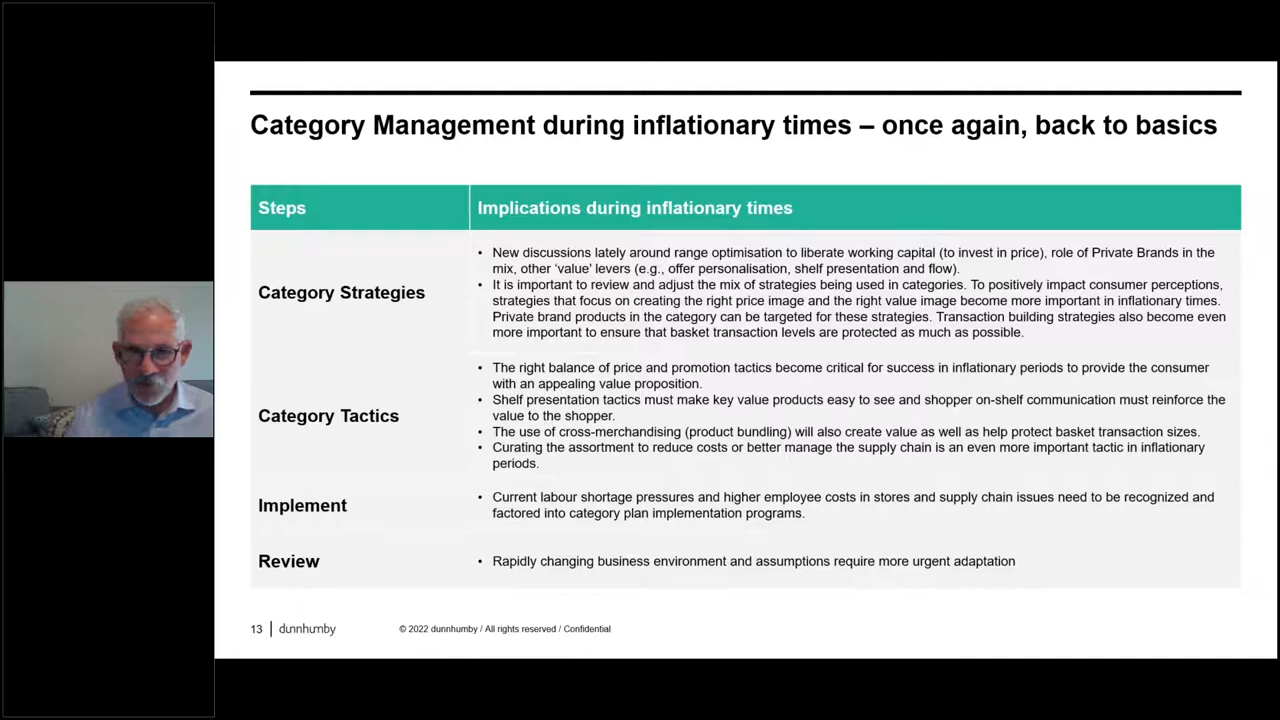 Category Management during inflationary times – once again, back to basics
Steps
Implications during inflationary times
Category Strategies
• New discussions lately around range optimisation to liberate working capital (to invest in price), role of Private Brands in the
mix, other ‘value’ levers (e.g., offer personalisation, shelf presentation and flow).
• It is important to review and adjust the mix of strategies being used in categories. To positively impact consumer perceptions,
strategies that focus on creating the right price image and the right value image become more important in inflationary times.
Private brand products in the category can be targeted for these strategies. Transaction building strategies also become even
more important to ensure that basket transaction levels are protected as much as possible.
Category Tactics
• The right balance of price and promotion tactics become critical for success in inflationary periods to provide the consumer
with an appealing value proposition.
• Shelf presentation tactics must make key value products easy to see and shopper on-shelf communication must reinforce the
value to the shopper.
• The use of cross-merchandising (product bundling) will also create value as well as help protect basket transaction sizes.
• Curating the assortment to reduce costs or better manage the supply chain is an even more important tactic in inflationary
periods.
Implement
• Current labour shortage pressures and higher employee costs in stores and supply chain issues need to be recognized and
factored into category plan implementation programs.
Review
• Rapidly changing business environment and assumptions require more urgent adaptation
13 | dunnhumby
© 2022 dunnhumby / All rights reserved / Confidential